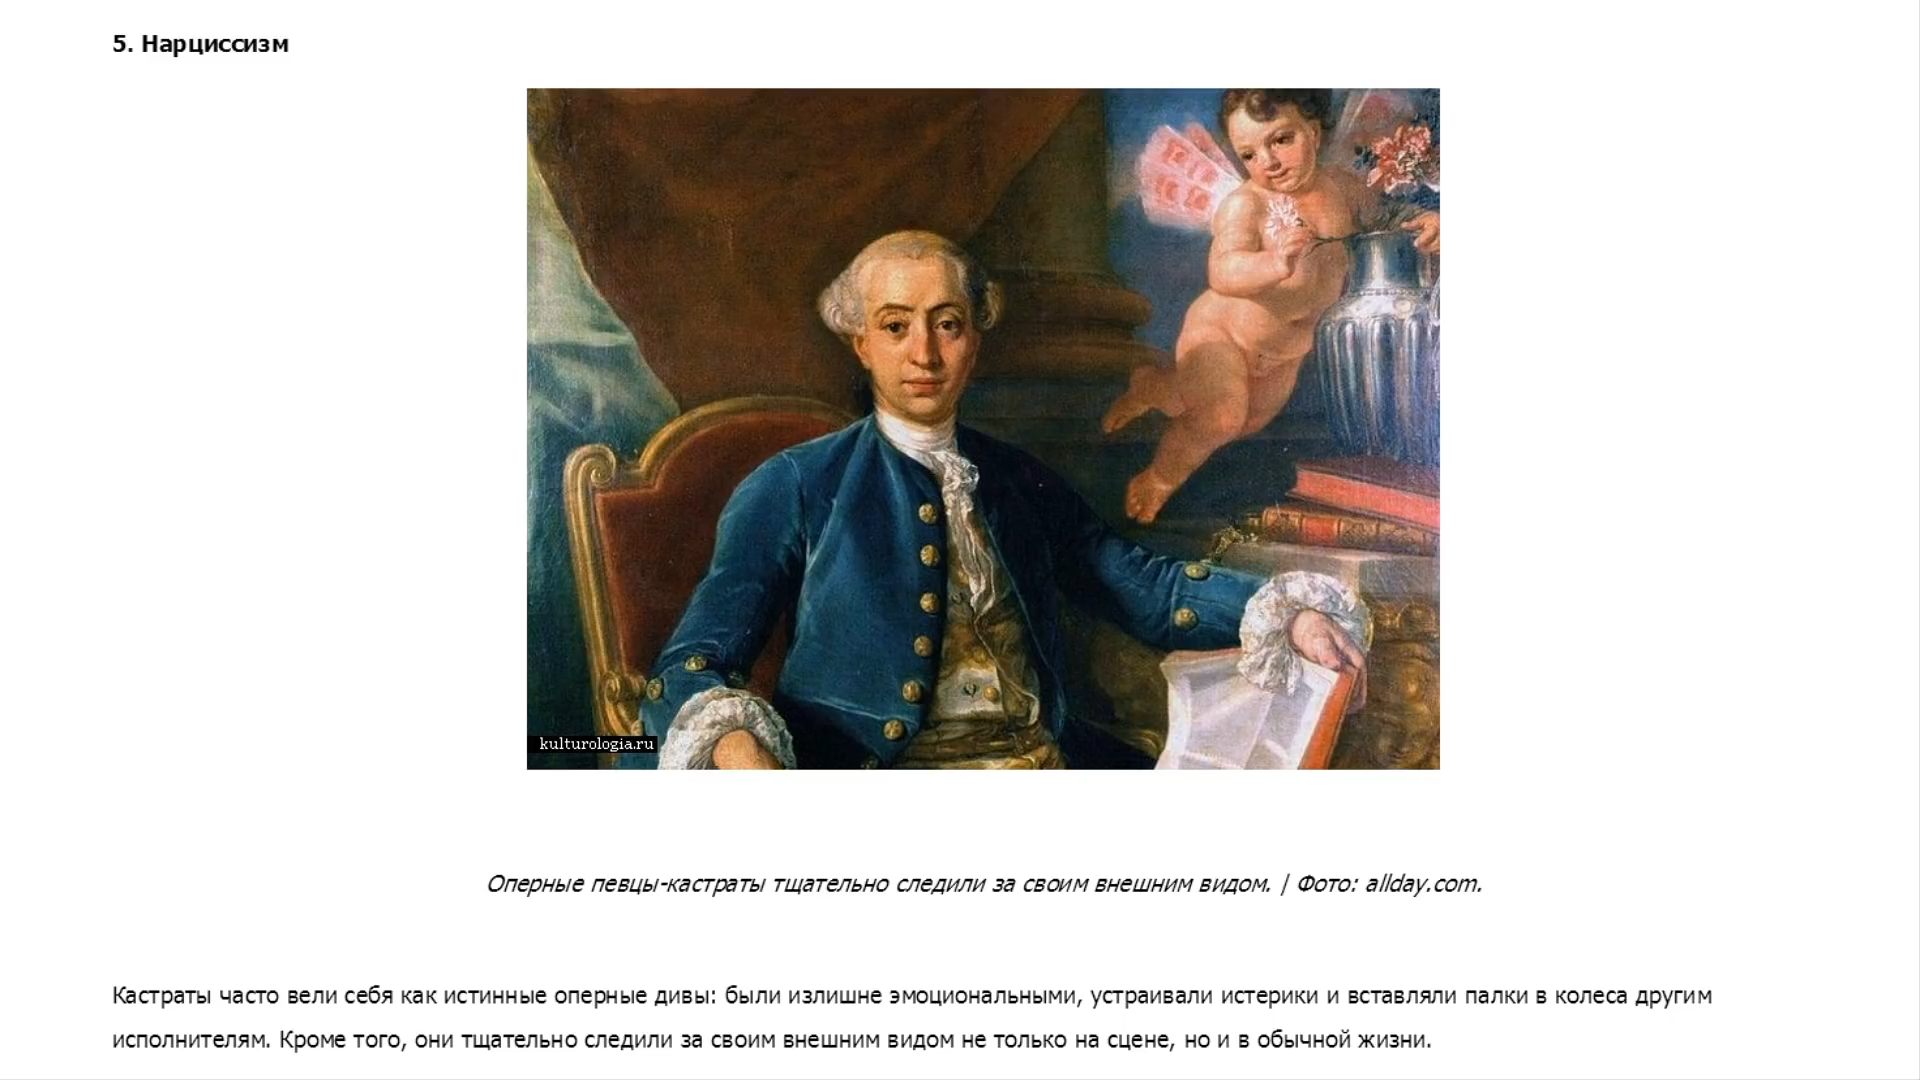 5. Нарциссизм
kulturologia.ru
Оперные певцы-кастраты тщательно следили за своим внешним видом. | Фото: allday.com.
Кастраты часто вели себя как истинные оперные дивы: были излишне эмоциональными, устраивали истерики и вставляли палки в колеса другим
исполнителям. Кроме того, они тщательно следили за своим внешним видом не только на сцене, но и в обычной жизни.